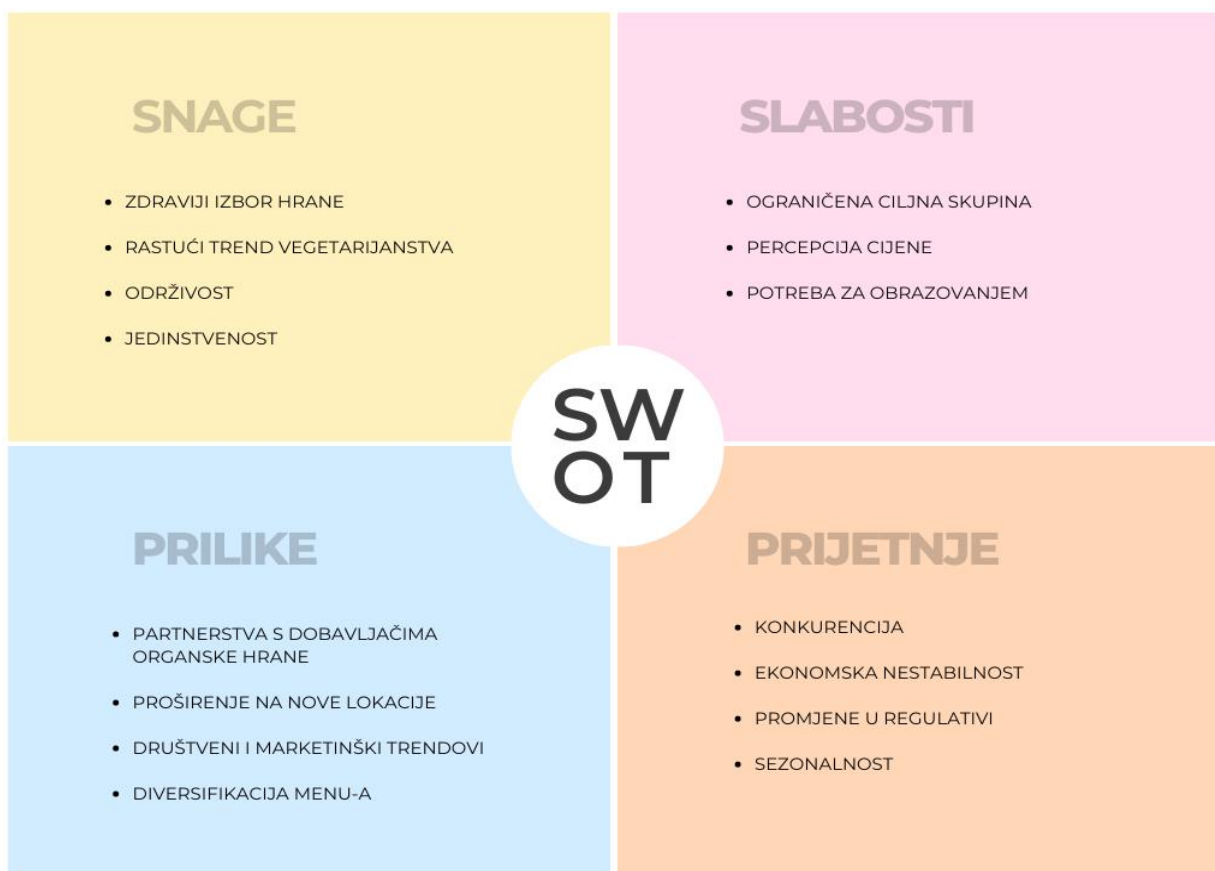 SNAGE
• ZDRAVIJI IZBOR HRANE
• RASTUĆI TREND VEGETARIJANSTVA
• ODRŽIVOST
• JEDINSTVENOST
SLABOSTI
• OGRANIČENA CILJNA SKUPINA
• PERCEPCIJA CIJENE
• POTREBA ZA OBRAZOVANJEM
SW
OT
PRILIKE
• PARTNERSTVA S DOBAVLJAČIMA
ORGANSKE HRANE
• PROŠIRENJE NA NOVE LOKACIJE
• DRUŠTVENI I MARKETINŠKI TRENDOVI
• DIVERSIFIKACIJA MENU-A
PRIJETNJE
• KONKURENCIJA
• EKONOMSKA NESTABILNOST
• PROMJENE U REGULATIVI
• SEZONALNOST